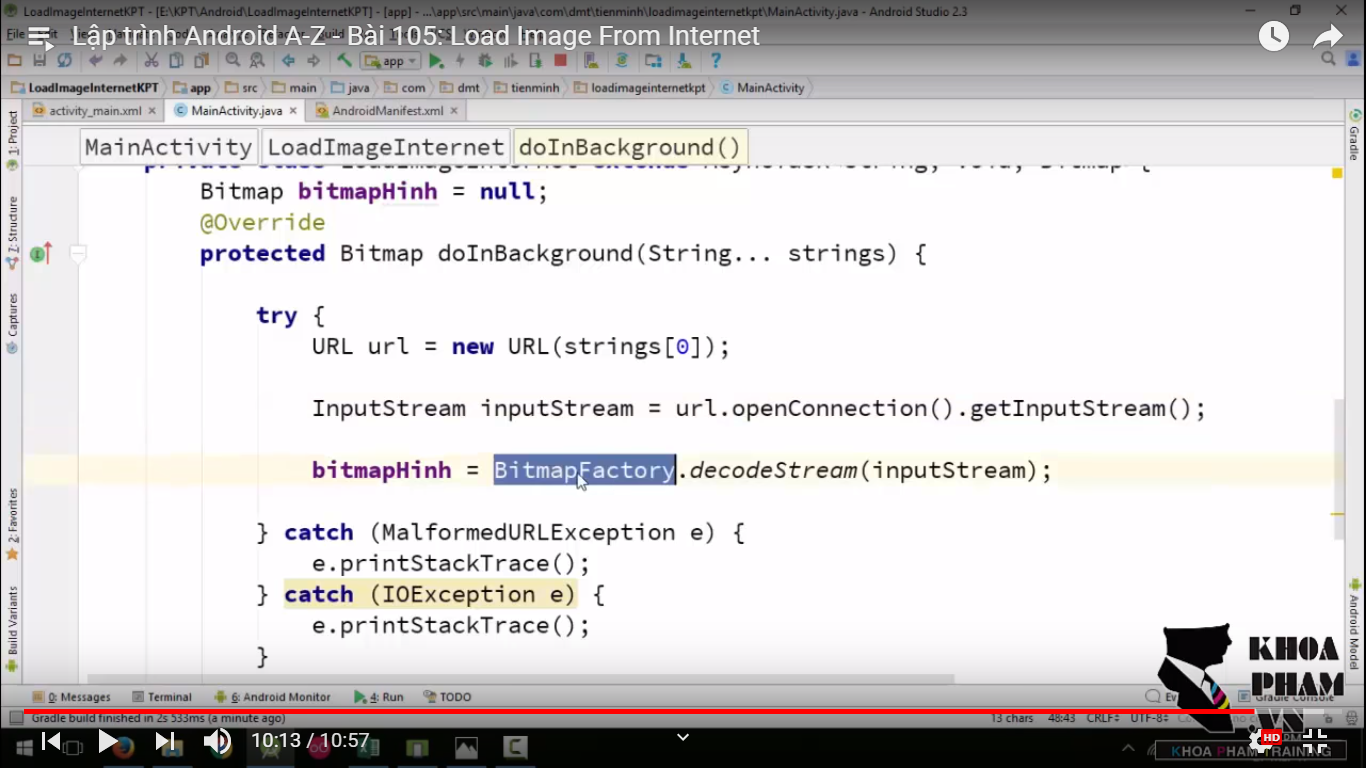 LoadImageInternetKPT - [E:\KPT\Android\LoadImageInternetKPT] - [app] - ...\app\src\main\java\com\dmt\tienminh\loadimageinternetkpt\MainActivity.java - Android Studio 2.3
Lập trình Android A-Z - Bài 105: Load Image From Internet
app
LoadImageInternetKPT app src main java com dmt tienminh loadimageinternetkpt MainActivity
activity_main.xml MainActivity.java AndroidManifest.xml
MainActivity LoadImageInternet doInBackground()
Bitmap bitmapHinh = null;
@Override
protected Bitmap doInBackground(String... strings) {
try {
URL url = new URL(strings[0]);
InputStream inputStream = url.openConnection().getInputStream();
bitmapHinh = BitmapFactory.decodeStream(inputStream);
} catch (MalformedURLException e) {
e.printStackTrace();
} catch (IOException e) {
e.printStackTrace();
}
1: Project
7: Structure
Captures
2: Favorites
Build Variants
Gradle
Android Model
KHOA
PHAM
.VN
0: Messages Terminal 6: Android Monitor 4: Run TODO
Gradle build finished in 2s 533ms (a minute ago) 13 chars 48:43 CRLF÷ UTF-8÷
10:13 / 10:57
HD
KHOA PHAM TRAINING